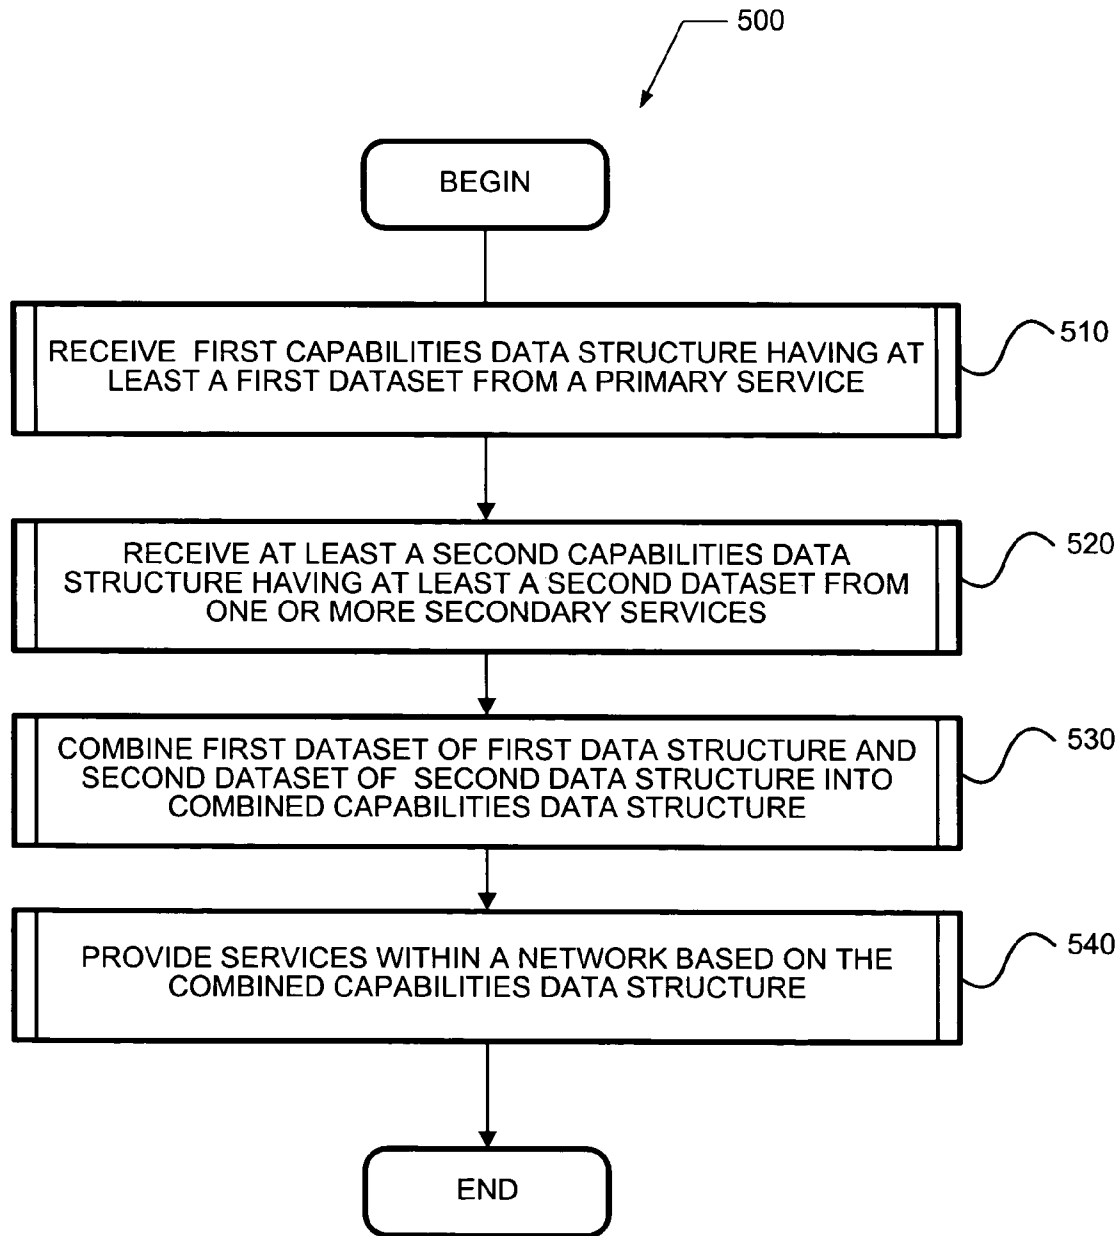 500
BEGIN
RECEIVE FIRST CAPABILITIES DATA STRUCTURE HAVING AT
LEAST A FIRST DATASET FROM A PRIMARY SERVICE
510
RECEIVE AT LEAST A SECOND CAPABILITIES DATA
STRUCTURE HAVING AT LEAST A SECOND DATASET FROM
ONE OR MORE SECONDARY SERVICES
520
COMBINE FIRST DATASET OF FIRST DATA STRUCTURE AND
SECOND DATASET OF SECOND DATA STRUCTURE INTO
COMBINED CAPABILITIES DATA STRUCTURE
530
PROVIDE SERVICES WITHIN A NETWORK BASED ON THE
COMBINED CAPABILITIES DATA STRUCTURE
540
END